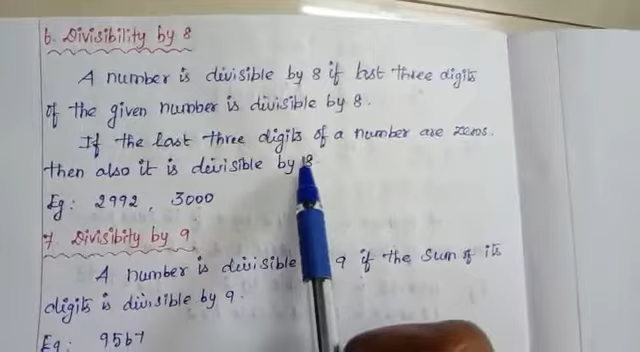 6. Divisibility by 8
A number is divisible by 8 if last three digits
of the given number is divisible by 8.
If the last three digits of a number are zeros.
then also it is divisible by 8.
Eg: 2992, 3000
7. Divisibity by 9
A number is divisible 9 if the sum of its
digits is divisible by 9.
Eg: 9567